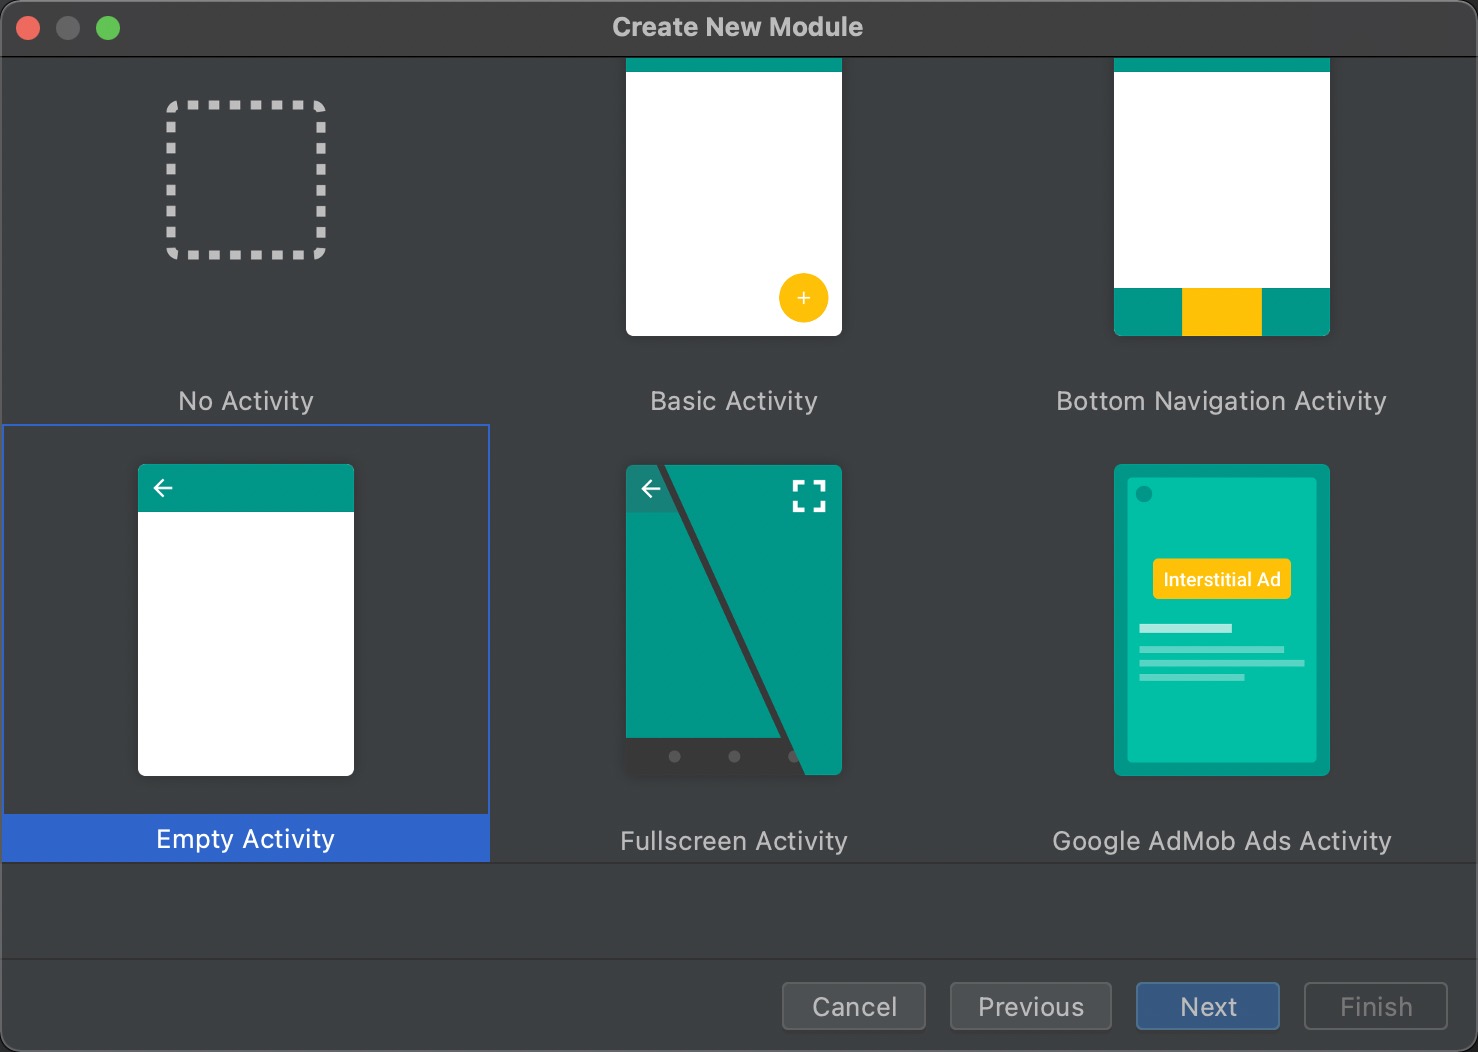 Create New Module
No Activity
Basic Activity
Bottom Navigation Activity
Interstitial Ad
Empty Activity
Fullscreen Activity
Google AdMob Ads Activity
Cancel
Previous
Next
Finish